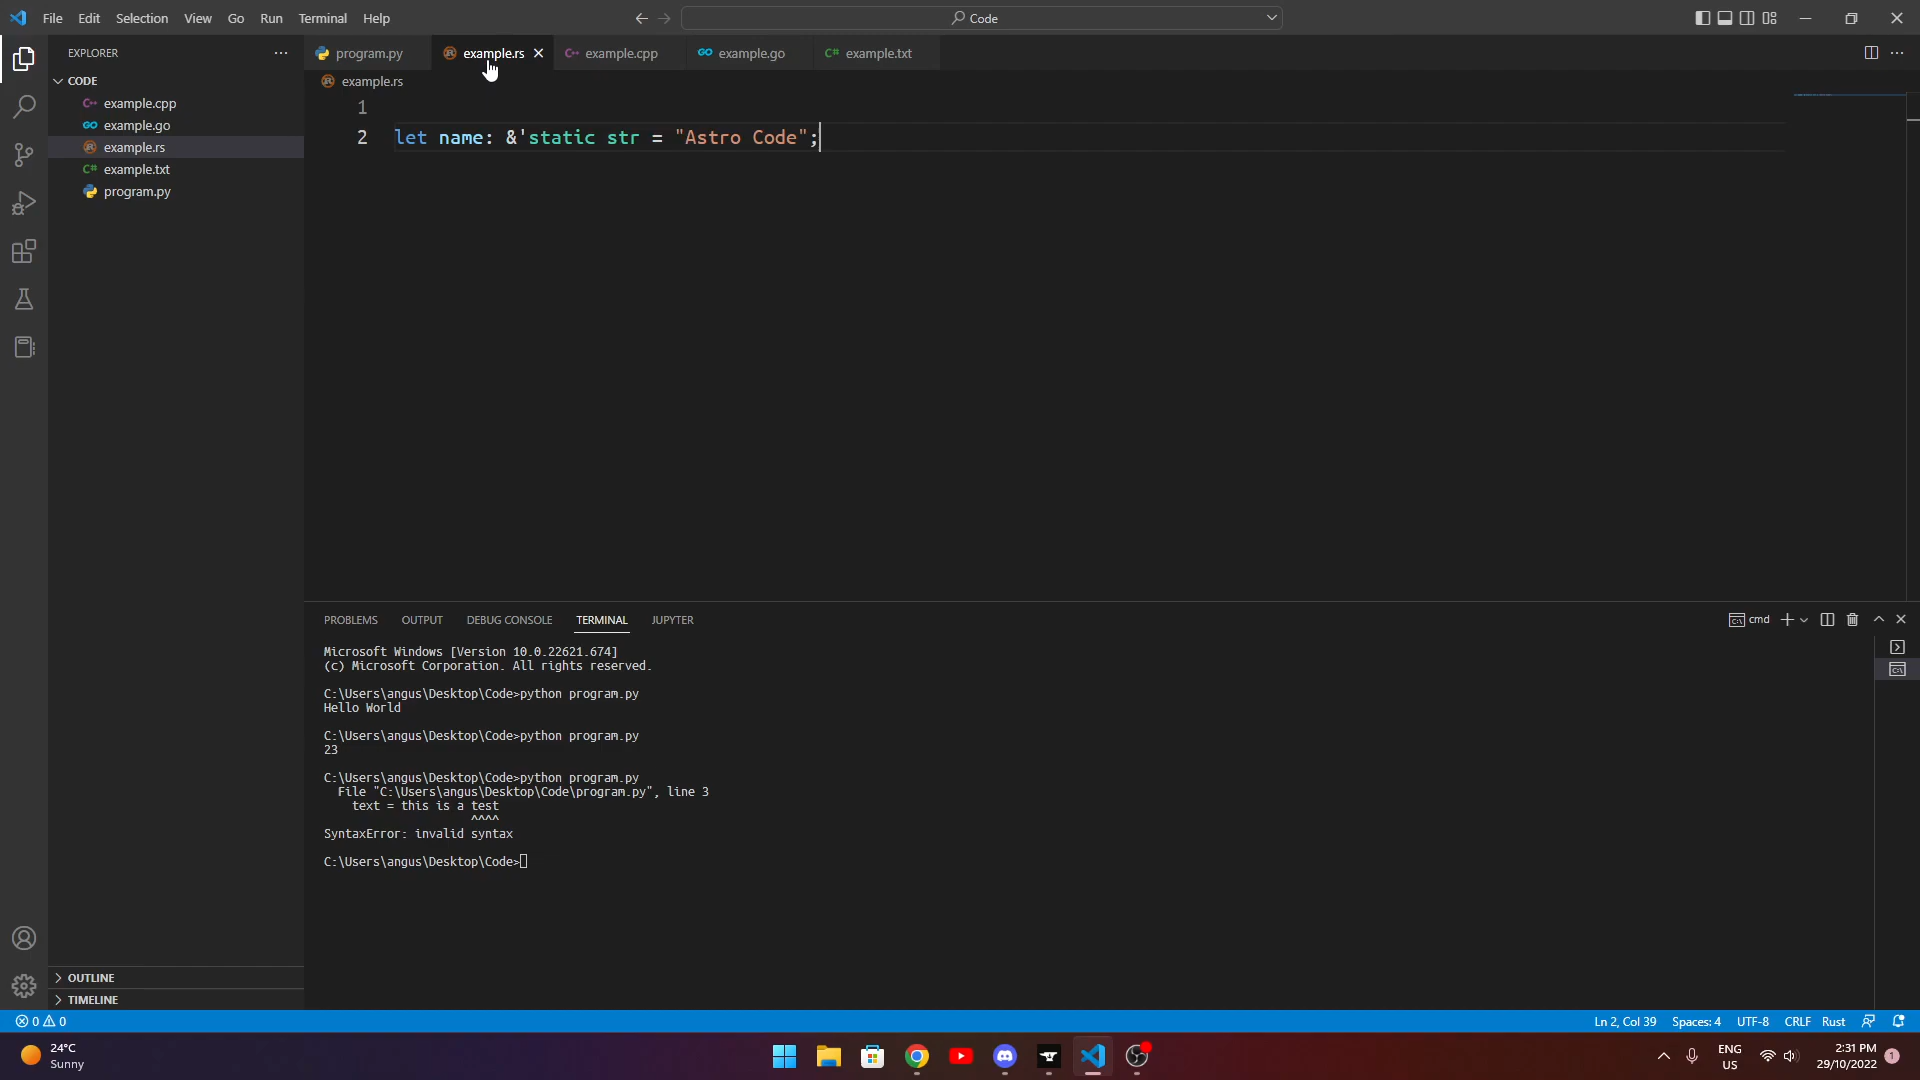 File Edit Selection View Go Run Terminal Help
Code
EXPLORER
program.py example.rs example.cpp example.go example.txt
CODE
example.cpp
example.go
example.rs
example.txt
program.py
OUTLINE
TIMELINE
example.rs
1
2 let name: &'static str = "Astro Code";
PROBLEMS OUTPUT DEBUG CONSOLE TERMINAL JUPYTER
cmd
Microsoft Windows [Version 10.0.22621.674]
(c) Microsoft Corporation. All rights reserved.
C:\Users\angus\Desktop\Code>python program.py
Hello World
C:\Users\angus\Desktop\Code>python program.py
23
C:\Users\angus\Desktop\Code>python program.py
File "C:\Users\angus\Desktop\Code\program.py", line 3
text = this is a test
^^^^
SyntaxError: invalid syntax
C:\Users\angus\Desktop\Code>
0 0
Ln 2, Col 39 Spaces: 4 UTF-8 CRLF Rust
24°C
Sunny
ENG
US
2:31 PM
29/10/2022
1